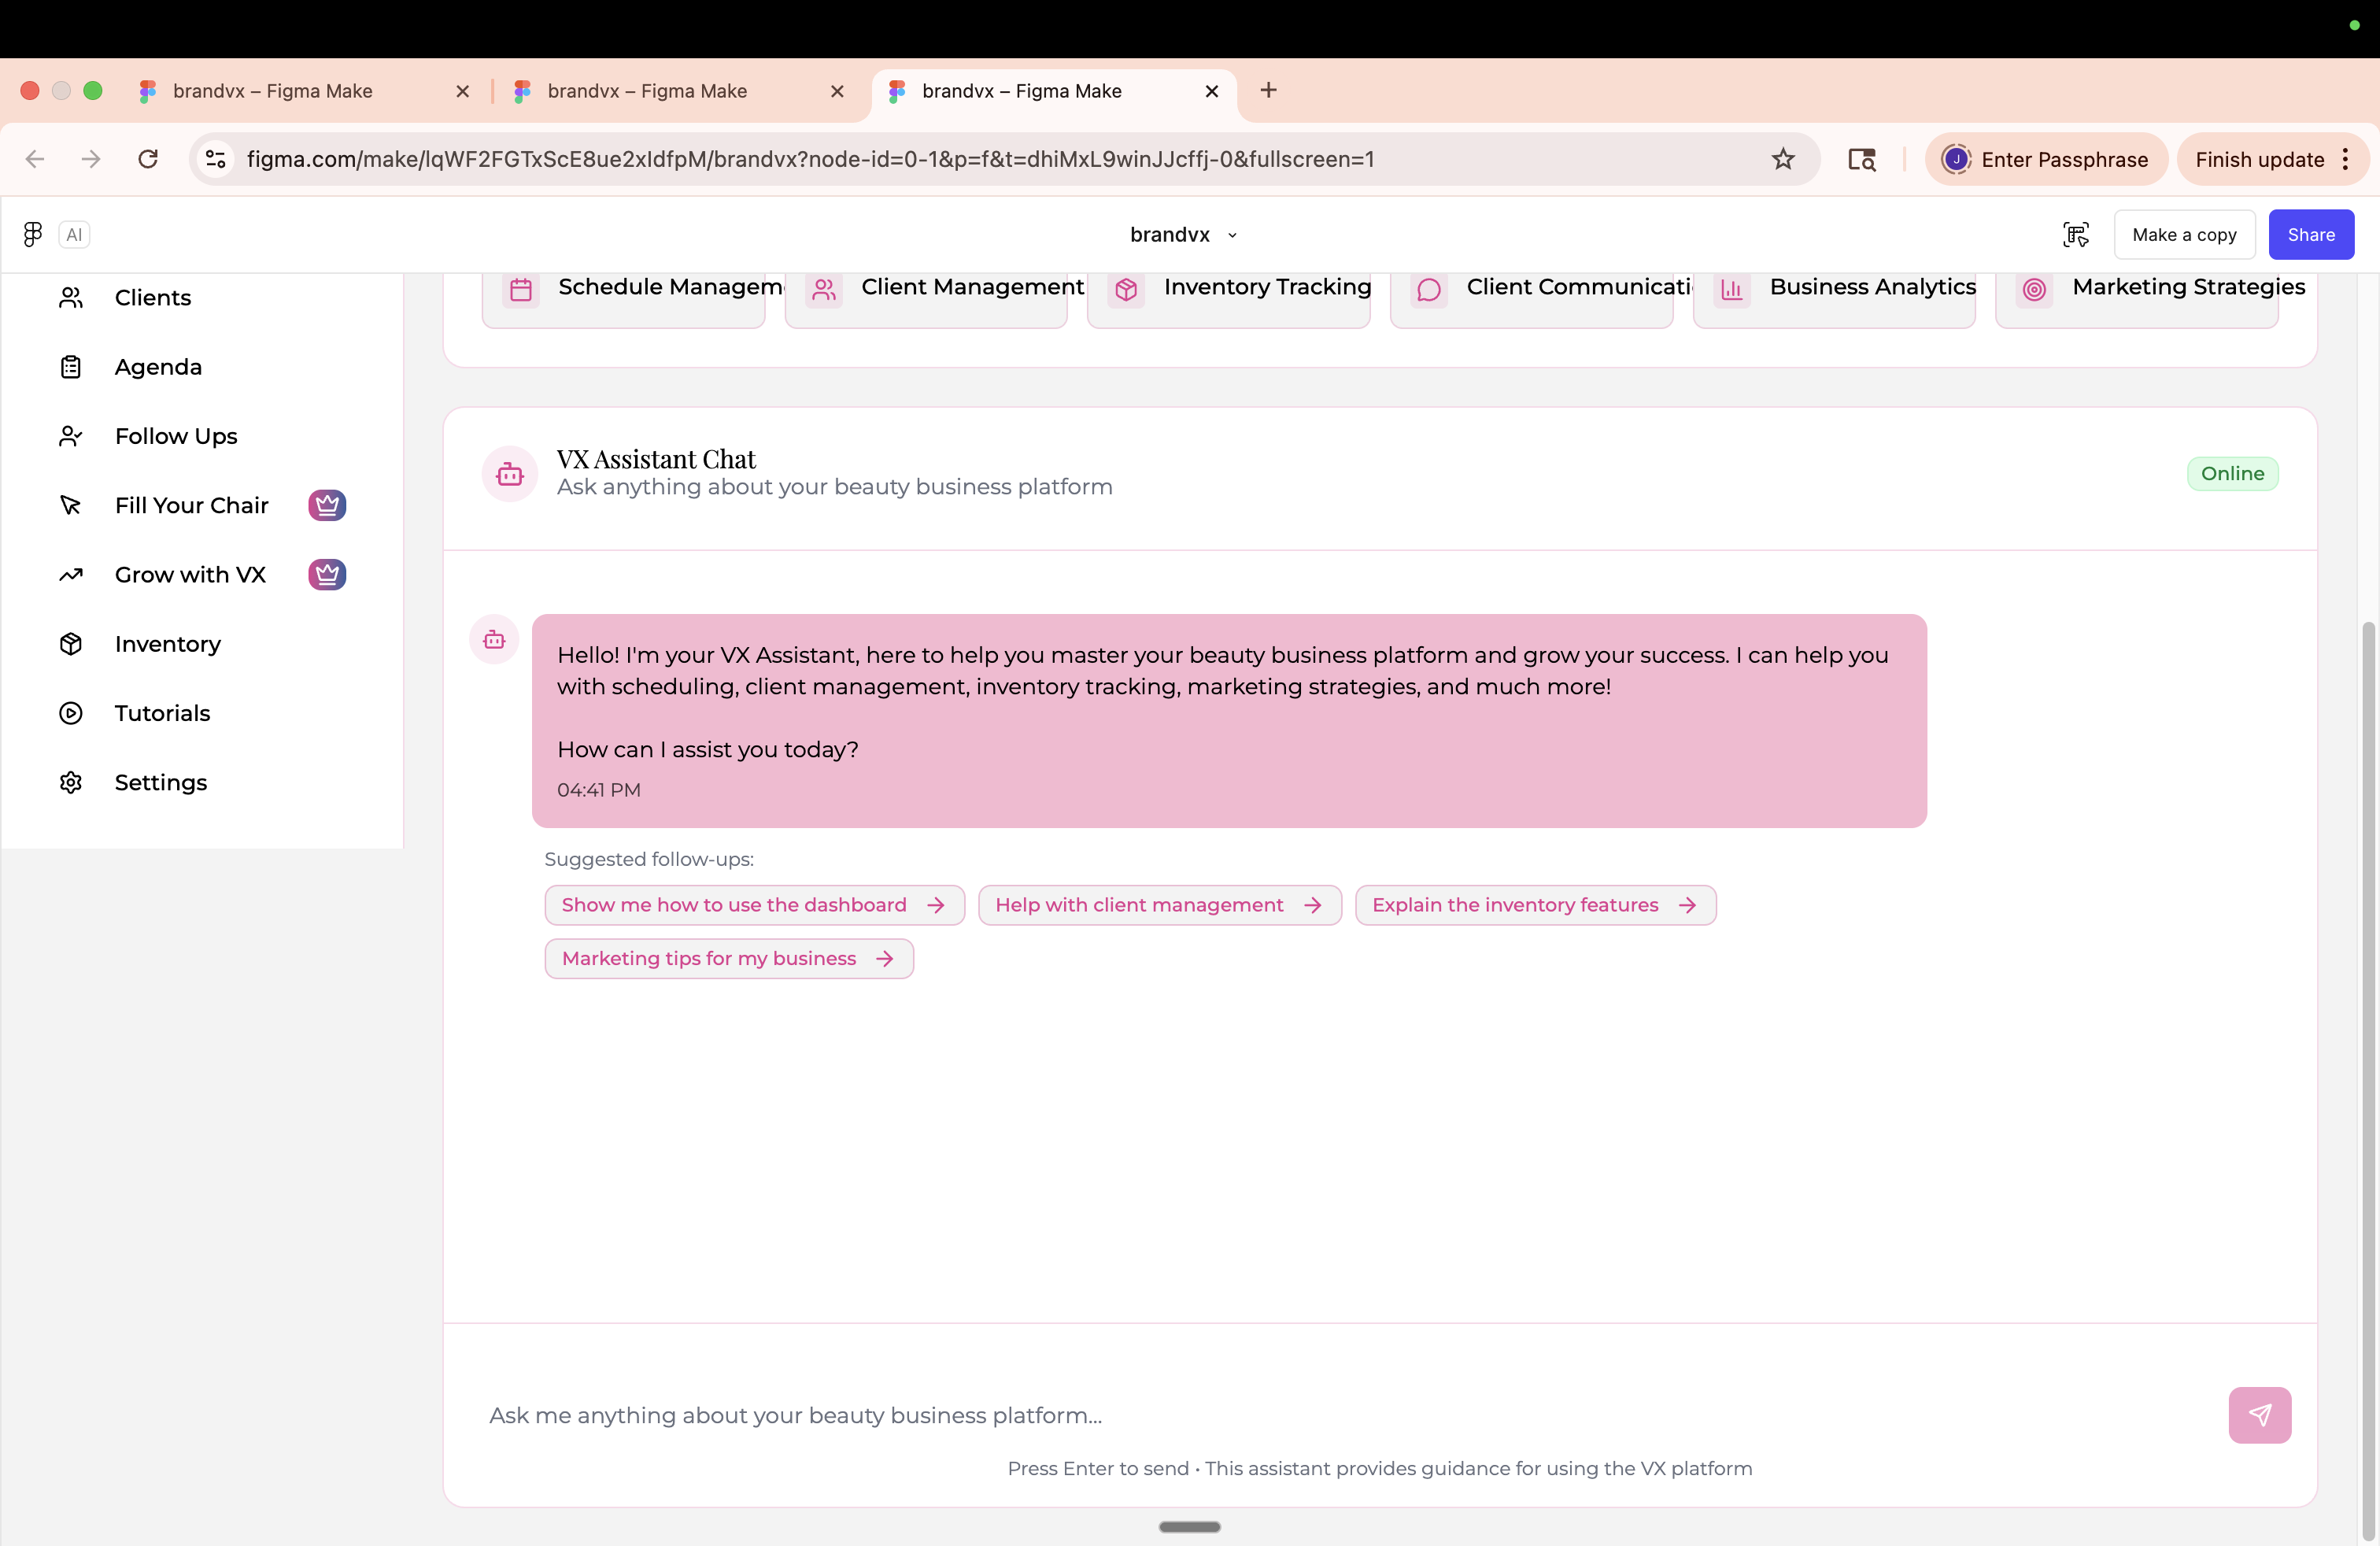 brandvx – Figma Make
brandvx – Figma Make
brandvx – Figma Make
figma.com/make/lqWF2FGTxScE8ue2xIdfpM/brandvx?node-id=0-1&p=f&t=dhiMxL9winJJcffj-0&fullscreen=1
J
Enter Passphrase
Finish update
AI
brandvx
Make a copy
Share
Clients
Agenda
Follow Ups
Fill Your Chair
Grow with VX
Inventory
Tutorials
Settings
Schedule Managem
Client Management
Inventory Tracking
Client Communicati
Business Analytics
Marketing Strategies
VX Assistant Chat
Ask anything about your beauty business platform
Online
Hello! I'm your VX Assistant, here to help you master your beauty business platform and grow your success. I can help you
with scheduling, client management, inventory tracking, marketing strategies, and much more!
How can I assist you today?
04:41 PM
Suggested follow-ups:
Show me how to use the dashboard
Help with client management
Explain the inventory features
Marketing tips for my business
Ask me anything about your beauty business platform...
Press Enter to send • This assistant provides guidance for using the VX platform